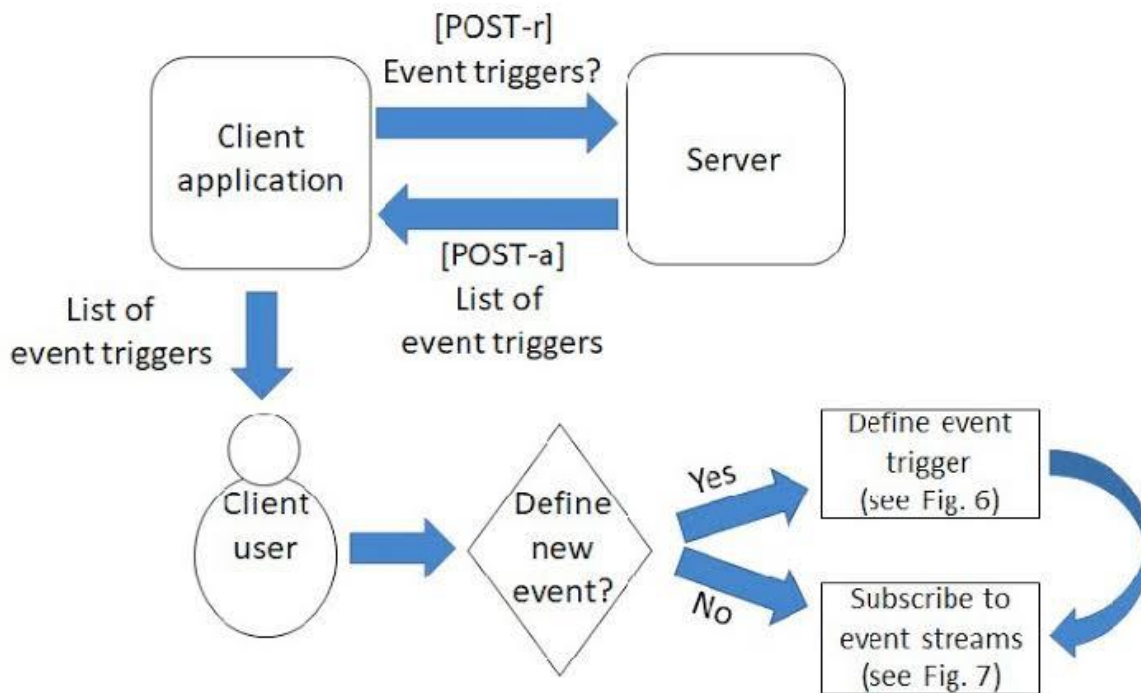 [POST-r]
Event triggers?
Client
application
Server
[POST-a]
List of
event triggers
List of
event triggers
Client
user
Define
new
event?
Yes
No
Define event
trigger
(see Fig. 6)
Subscribe to
event streams
(see Fig. 7)